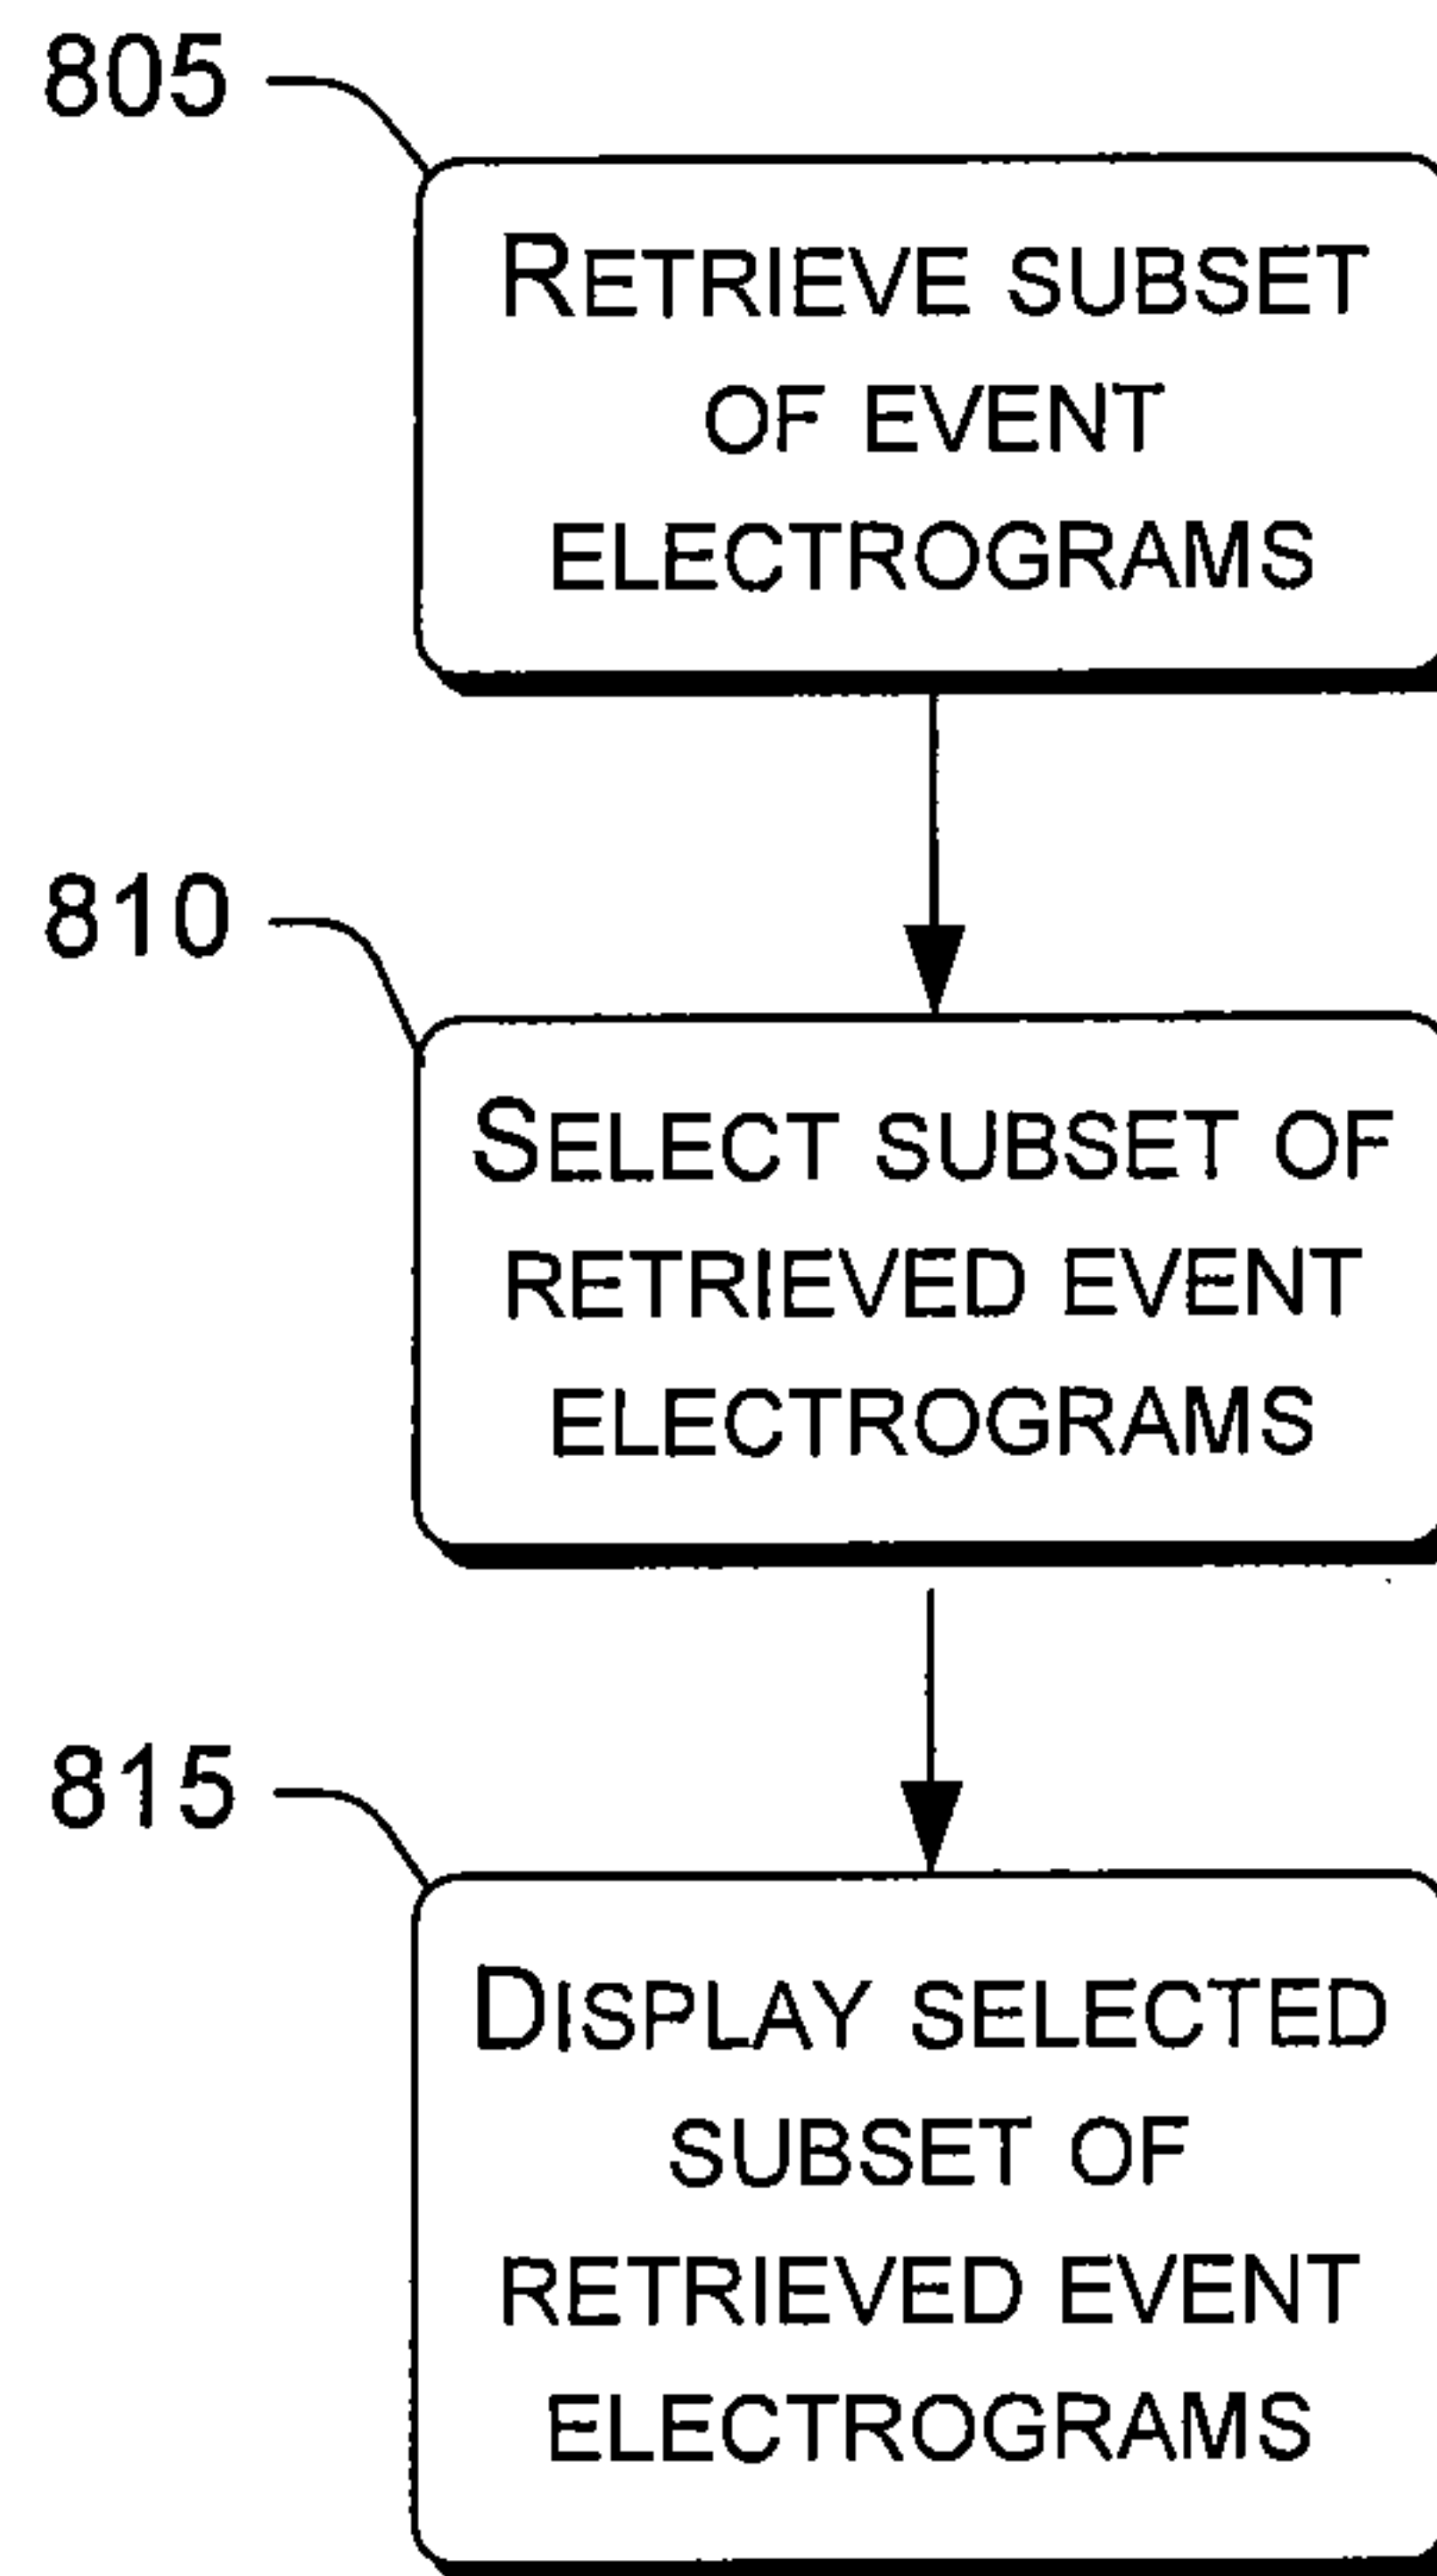 805
RETRIEVE SUBSET
OF EVENT
ELECTROGRAMS
810
SELECT SUBSET OF
RETRIEVED EVENT
ELECTROGRAMS
815
DISPLAY SELECTED
SUBSET OF
RETRIEVED EVENT
ELECTROGRAMS